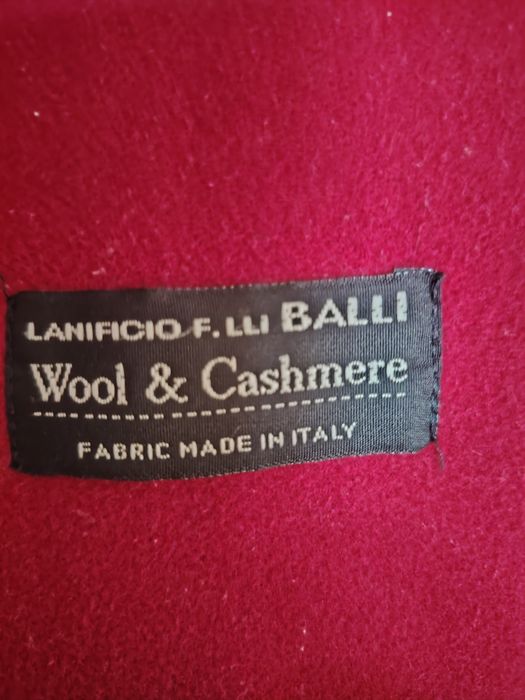 LANIFICIO F.LLI BALLI
Wool & Cashmere
FABRIC MADE IN ITALY